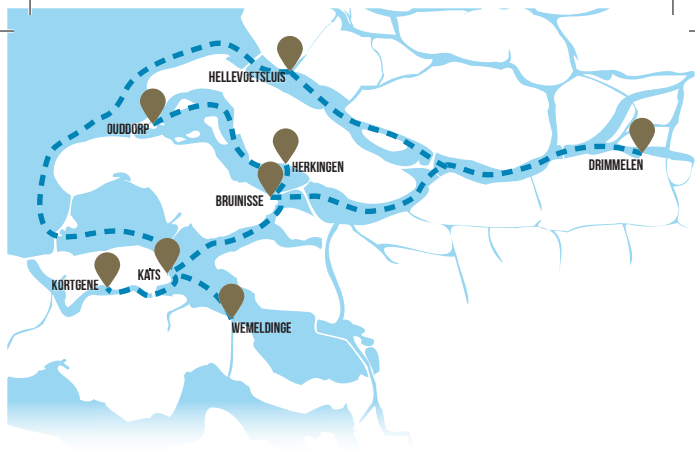 HELLEVOETSLUIS
OUDDORP
HERKINGEN
DRIMMELEN
BRUINISSE
KATS
KORTGENE
WEMELDINGE